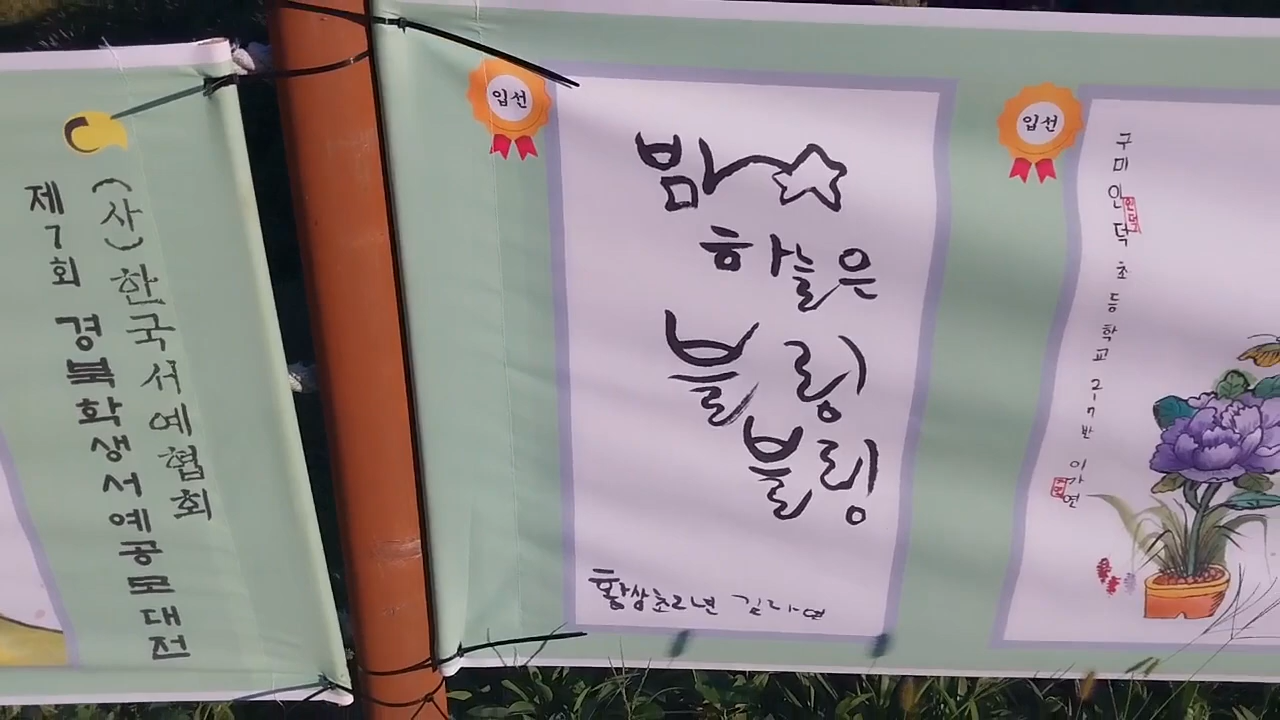 (사)한국서예협회
제7회 경북학생서예공모대전
입선
밤
하늘은
블링
블링
황상초2년 김나연
입선
구미인덕초등학교 2-7반 이가연